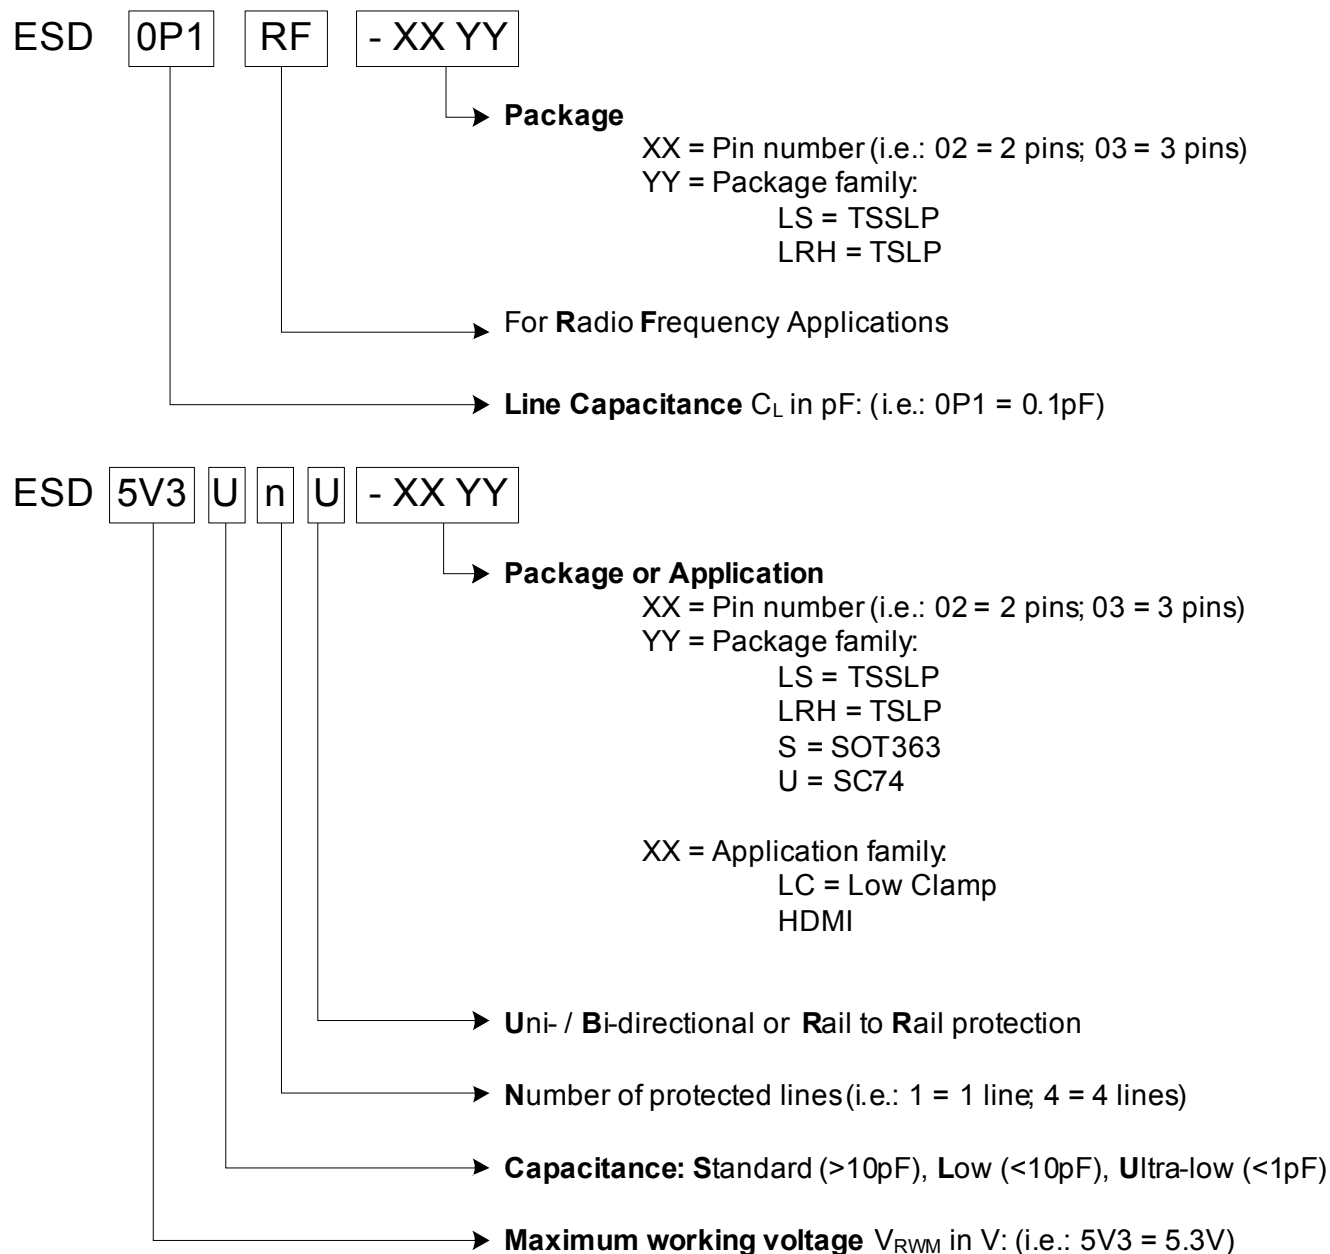 ESD 0P1 RF - XX YY
Package
XX = Pin number (i.e.: 02 = 2 pins; 03 = 3 pins)
YY = Package family:
LS = TSSLP
LRH = TSLP
For Radio Frequency Applications
Line Capacitance CL in pF: (i.e.: 0P1 = 0.1pF)
ESD 5V3 U n U - XX YY
Package or Application
XX = Pin number (i.e.: 02 = 2 pins; 03 = 3 pins)
YY = Package family:
LS = TSSLP
LRH = TSLP
S = SOT363
U = SC74
XX = Application family:
LC = Low Clamp
HDMI
Uni- / Bi-directional or Rail to Rail protection
Number of protected lines (i.e.: 1 = 1 line; 4 = 4 lines)
Capacitance: Standard (>10pF), Low (<10pF), Ultra-low (<1pF)
Maximum working voltage VRWM in V: (i.e.: 5V3 = 5.3V)